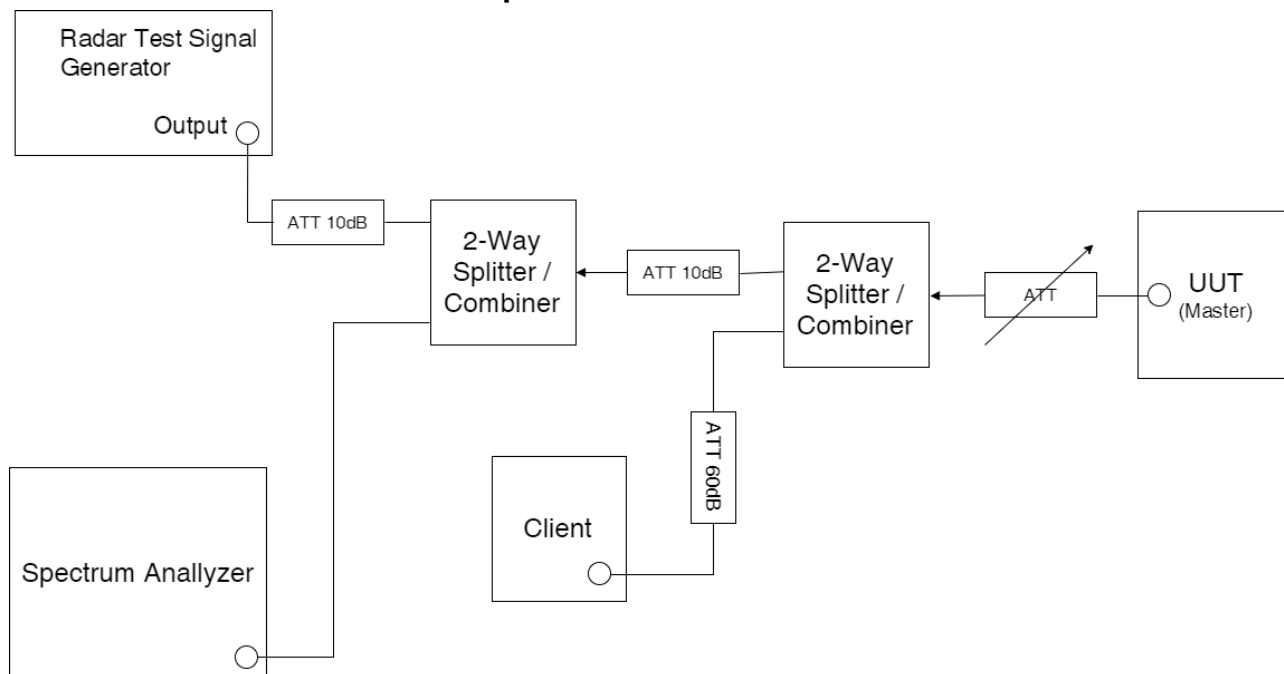 Radar Test Signal
Generator
Output
ATT 10dB
2-Way
Splitter /
Combiner
ATT 10dB
2-Way
Splitter /
Combiner
ATT
UUT
(Master)
ATT 60dB
Client
Spectrum Anallyzer